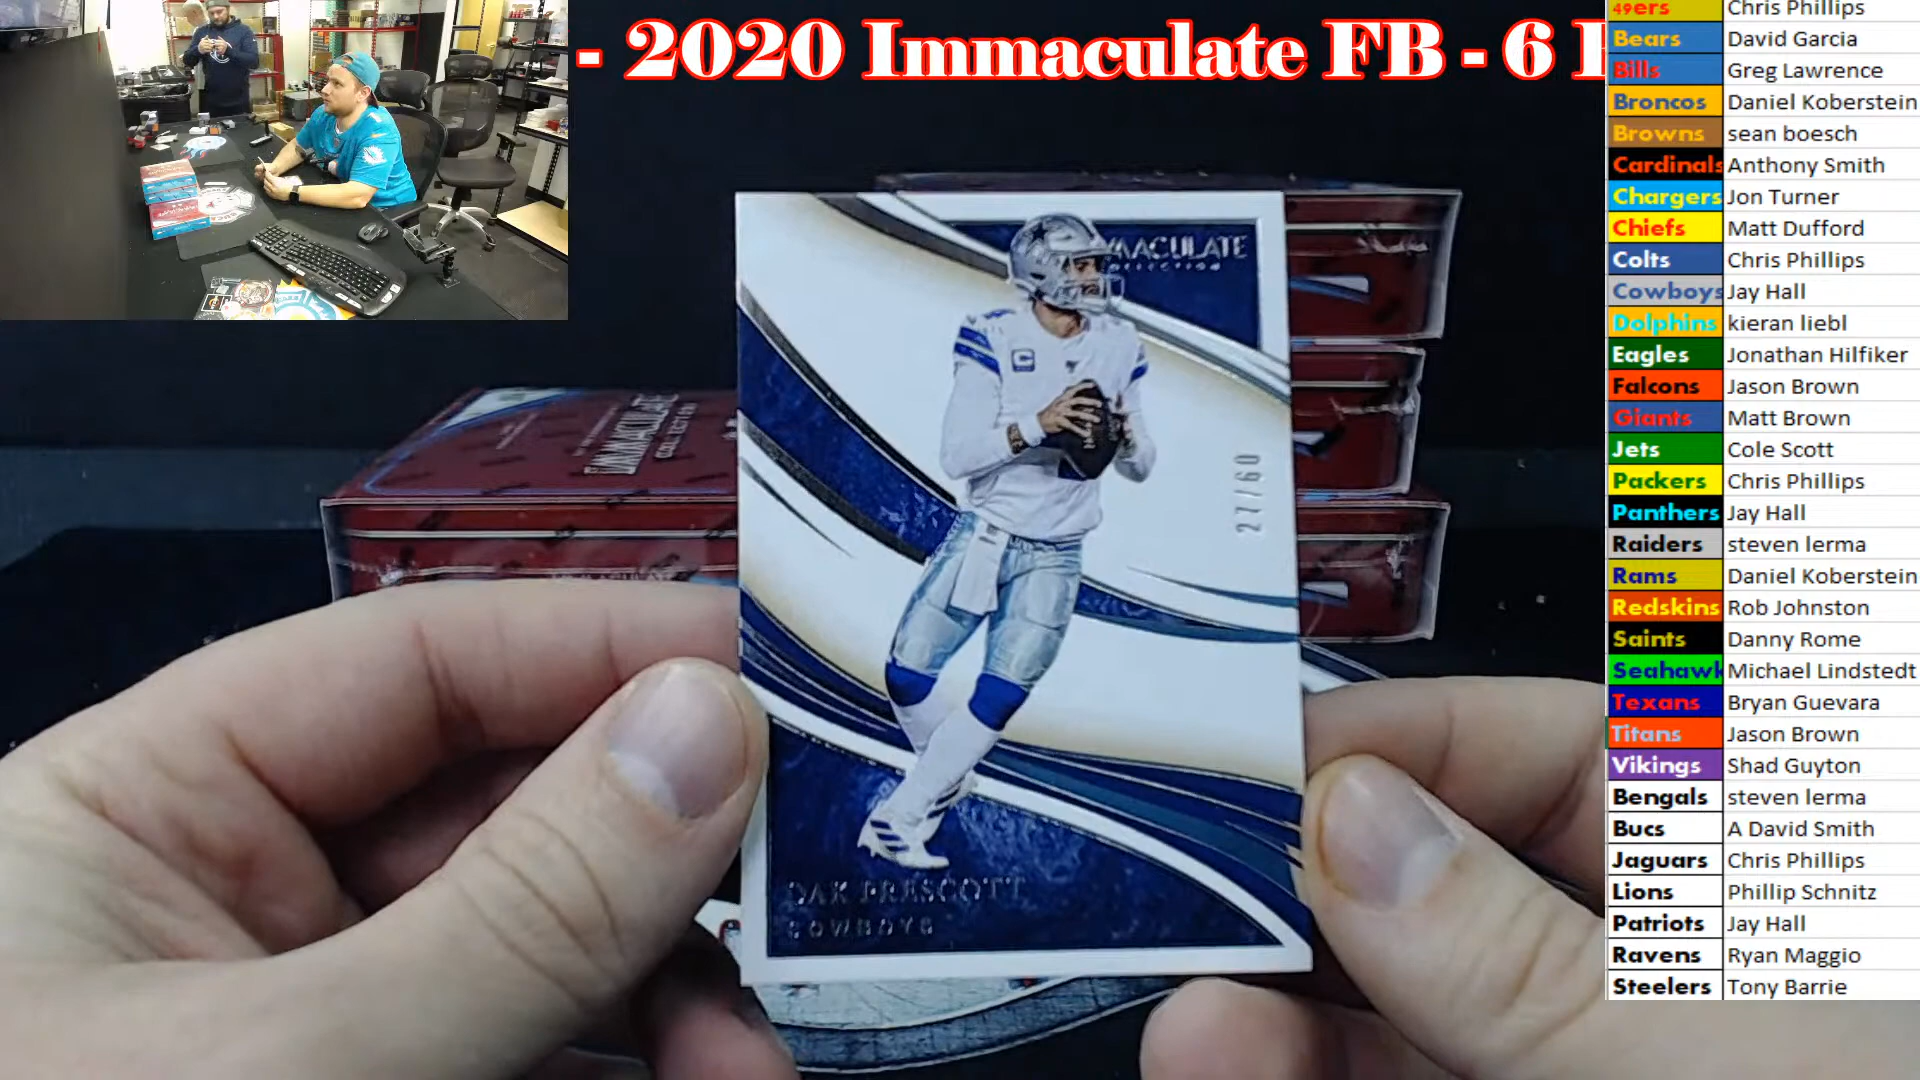 - 2020 Immaculate FB - 6
49ers Chris Phillips
Bears David Garcia
Bills Greg Lawrence
Broncos Daniel Koberstein
Browns sean boesch
Cardinals Anthony Smith
Chargers Jon Turner
Chiefs Matt Dufford
Colts Chris Phillips
Cowboys Jay Hall
Dolphins kieran liebl
Eagles Jonathan Hilfiker
Falcons Jason Brown
Giants Matt Brown
Jets Cole Scott
Packers Chris Phillips
Panthers Jay Hall
Raiders steven lerma
Rams Daniel Koberstein
Redskins Rob Johnston
Saints Danny Rome
Seahawk Michael Lindstedt
Texans Bryan Guevara
Titans Jason Brown
Vikings Shad Guyton
Bengals steven lerma
Bucs A David Smith
Jaguars Chris Phillips
Lions Phillip Schnitz
Patriots Jay Hall
Ravens Ryan Maggio
Steelers Tony Barrie
MACULATE
27/60
DAK PRESCOTT
COWBOYS
IMMACULATE
COLLECTION